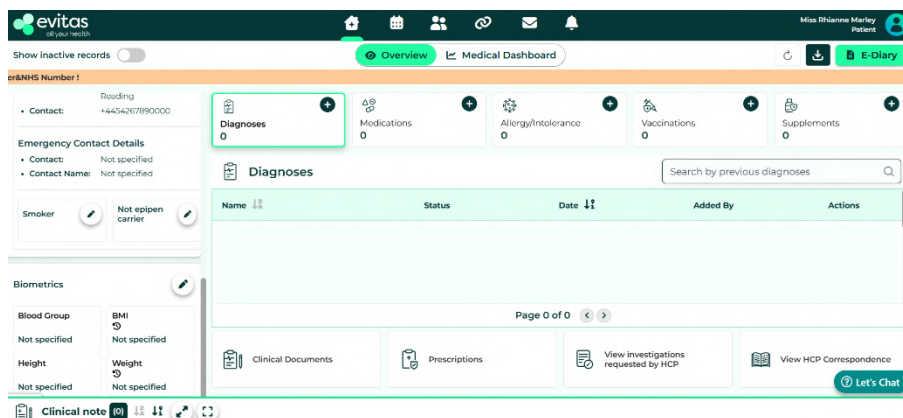 evitas
all your health
Miss Rhianne Marley
Patient
Show inactive records
Overview
Medical Dashboard
E-Diary
er&NHS Number !
Reading
• Contact: +4454267890000
Emergency Contact Details
• Contact: Not specified
• Contact Name: Not specified
Smoker
Not epipen
carrier
Biometrics
Blood Group
Not specified
BMI
Not specified
Height
Not specified
Weight
Not specified
Diagnoses
0
Medications
0
Allergy/Intolerance
0
Vaccinations
0
Supplements
0
Diagnoses
Search by previous diagnoses
Name Status Date Added By Actions
Page 0 of 0 < >
Clinical Documents
Prescriptions
View investigations
requested by HCP
View HCP Correspondence
Let's Chat
Clinical note (0)